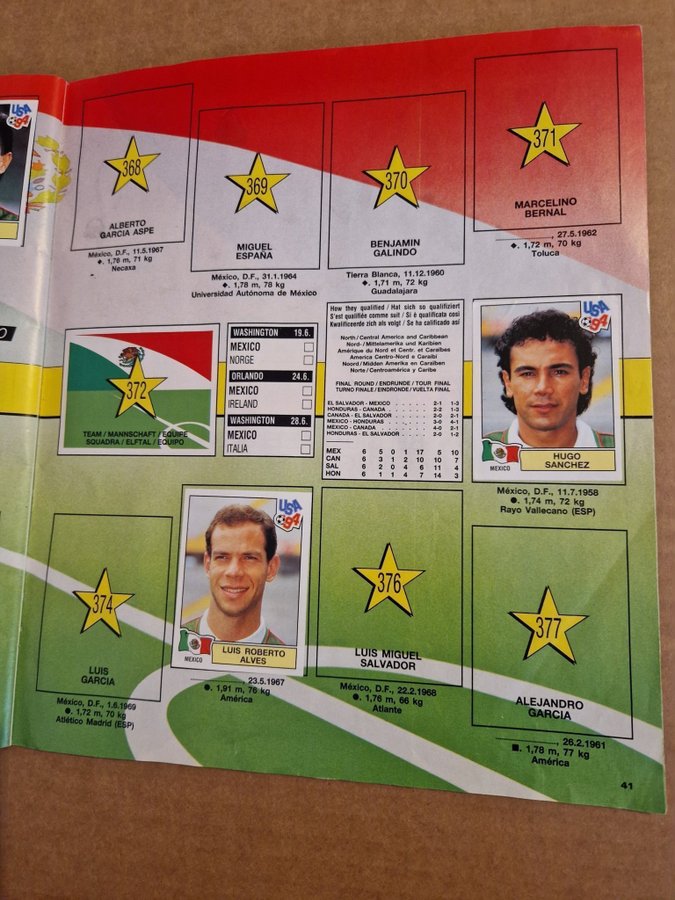 USA
94
O
368
ALBERTO
GARCIA ASPE
México, D.F., 11.5.1967
◆. 1,76 m, 71 kg
Necaxa
369
MIGUEL
ESPAÑA
México, D.F., 31.1.1964
◆. 1,78 m, 78 kg
Universidad Autónoma de México
370
BENJAMIN
GALINDO
Tierra Blanca, 11.12.1960
◆. 1,71 m, 72 kg
Guadalajara
371
MARCELINO
BERNAL
__________, 27.5.1962
◆. 1,72 m, 70 kg
Toluca
372
TEAM / MANNSCHAFT / EQUIPE
SQUADRA / ELFTAL / EQUIPO
WASHINGTON 19.6.
MEXICO
NORGE
ORLANDO 24.6.
MEXICO
IRELAND
WASHINGTON 28.6.
MEXICO
ITALIA
How they qualified / Hat sich so qualifiziert
S'est qualifiée comme suit / Si è qualificata così
Kwalificeerde zich als volgt / Se ha calificado así
North/Central America and Caribbean
Nord-/Mittelamerika und Karibien
Amérique du Nord et Centr. et Caraïbes
America Centro-Nord e Caraibi
Noord/Midden Amerika en Caraiben
Norte/Centroamérica y Caribe
FINAL ROUND / ENDRUNDE / TOUR FINAL
TURNO FINALE / EINDRONDE / VUELTA FINAL
EL SALVADOR - MEXICO . . . . . 2-1 1-3
HONDURAS - CANADA . . . . . 2-2 1-3
CANADA - EL SALVADOR . . . . . 2-0 2-1
MEXICO - HONDURAS . . . . . 3-0 4-1
MEXICO - CANADA . . . . . 4-0 2-1
HONDURAS - EL SALVADOR . . . . . 2-0 1-2
MEX 6 5 0 1 17 5 10
CAN 6 3 1 2 10 10 7
SAL 6 2 0 4 6 11 4
HON 6 1 1 4 7 14 3
USA
94
MEXICO
HUGO
SANCHEZ
México, D.F., 11.7.1958
●. 1,74 m, 72 kg
Rayo Vallecano (ESP)
374
LUIS
GARCIA
México, D.F., 1.6.1969
●. 1,72 m, 70 kg
Atlético Madrid (ESP)
USA
94
MEXICO
LUIS ROBERTO
ALVES
__________, 23.5.1967
●. 1,91 m, 76 kg
América
376
LUIS MIGUEL
SALVADOR
México, D.F., 22.2.1968
●. 1,76 m, 66 kg
Atlante
377
ALEJANDRO
GARCIA
__________, 26.2.1961
■. 1,78 m, 77 kg
América
41